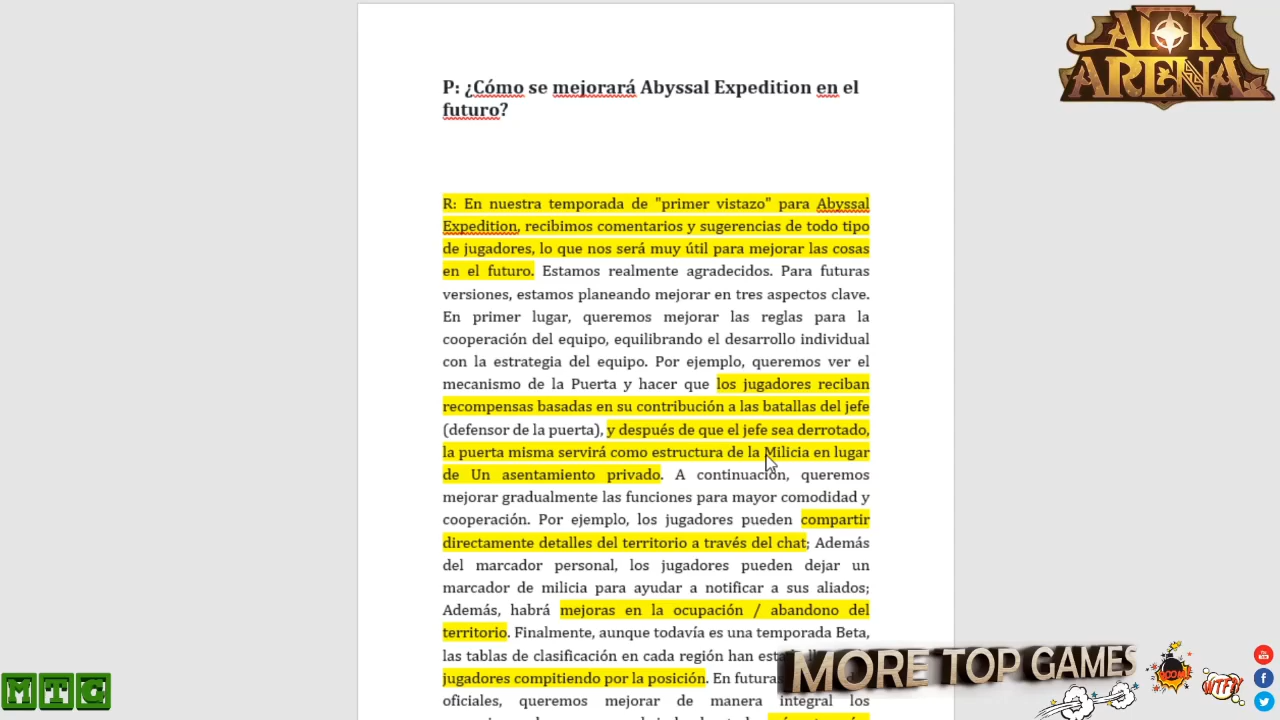 AFK
ARENA
P: ¿Cómo se mejorará Abyssal Expedition en el
futuro?
R: En nuestra temporada de "primer vistazo" para Abyssal
Expedition, recibimos comentarios y sugerencias de todo tipo
de jugadores, lo que nos será muy útil para mejorar las cosas
en el futuro. Estamos realmente agradecidos. Para futuras
versiones, estamos planeando mejorar en tres aspectos clave.
En primer lugar, queremos mejorar las reglas para la
cooperación del equipo, equilibrando el desarrollo individual
con la estrategia del equipo. Por ejemplo, queremos ver el
mecanismo de la Puerta y hacer que los jugadores reciban
recompensas basadas en su contribución a las batallas del jefe
(defensor de la puerta), y después de que el jefe sea derrotado,
la puerta misma servirá como estructura de la Milicia en lugar
de Un asentamiento privado. A continuación, queremos
mejorar gradualmente las funciones para mayor comodidad y
cooperación. Por ejemplo, los jugadores pueden compartir
directamente detalles del territorio a través del chat; Además
del marcador personal, los jugadores pueden dejar un
marcador de milicia para ayudar a notificar a sus aliados;
Además, habrá mejoras en la ocupación / abandono del
territorio. Finalmente, aunque todavía es una temporada Beta,
las tablas de clasificación en cada región han
jugadores compitiendo por la posición. En futuras
oficiales, queremos mejorar de manera integral los
MORE TOP GAMES
BOOM!
WTF?
MTG